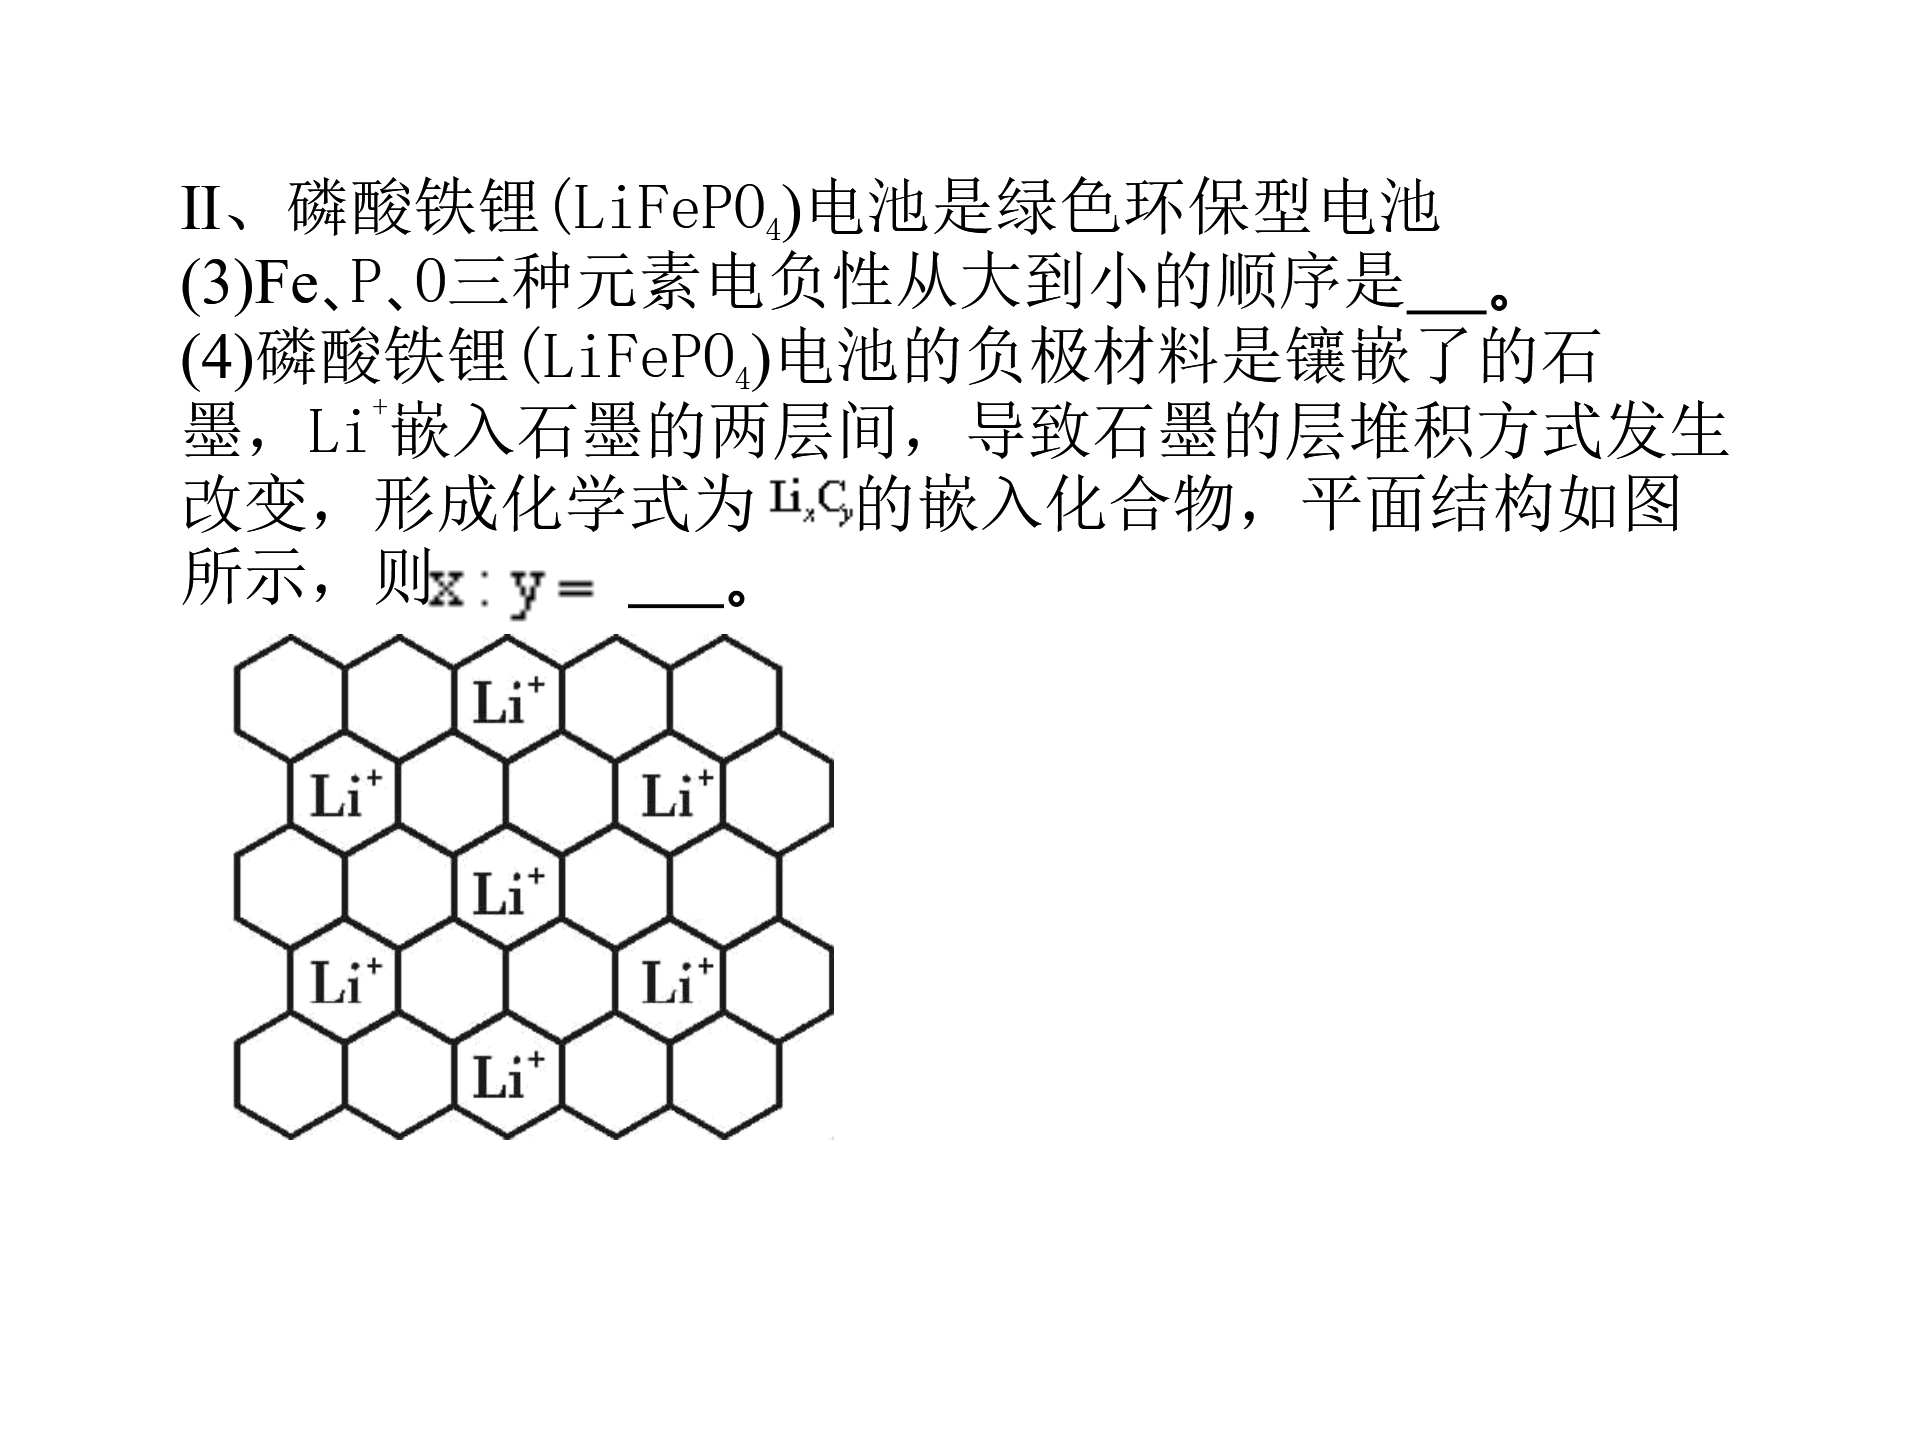 II、磷酸铁锂(LiFePO₄)电池是绿色环保型电池
(3)Fe、P、O三种元素电负性从大到小的顺序是___。
(4)磷酸铁锂(LiFePO₄)电池的负极材料是镶嵌了的石
墨，Li⁺嵌入石墨的两层间，导致石墨的层堆积方式发生
改变，形成化学式为 LiₓCᵧ的嵌入化合物，平面结构如图
所示，则x:y= ___。
Li⁺
Li⁺ Li⁺
Li⁺
Li⁺ Li⁺
Li⁺